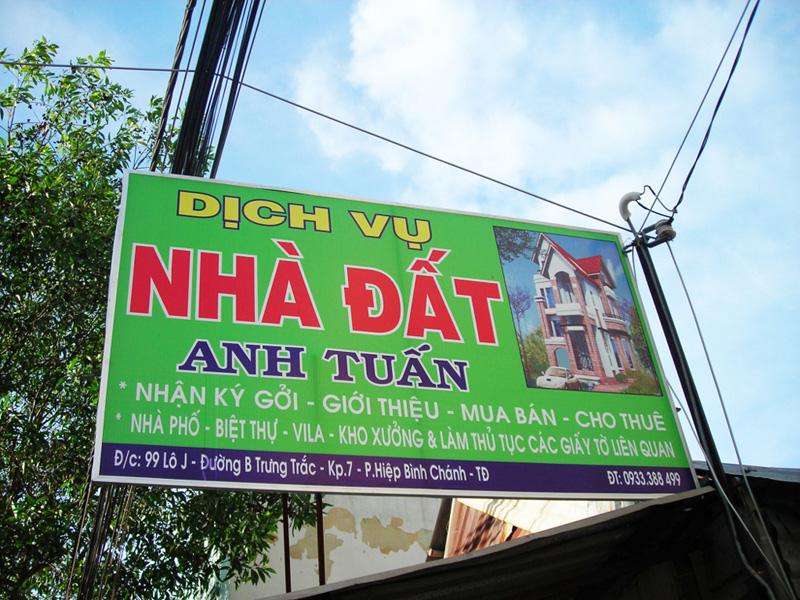 DỊCH VỤ
NHÀ ĐẤT
ANH TUẤN
* NHẬN KÝ GỞI - GIỚI THIỆU - MUA BÁN - CHO THUÊ
* NHÀ PHỐ - BIỆT THỰ - VILA - KHO XƯỞNG & LÀM THỦ TỤC CÁC GIẤY TỜ LIÊN QUAN
Đ/c: 99 Lô J - Đường B Trưng Trắc - Kp.7 - P.Hiệp Bình Chánh - TĐ ĐT: 0933.388 499